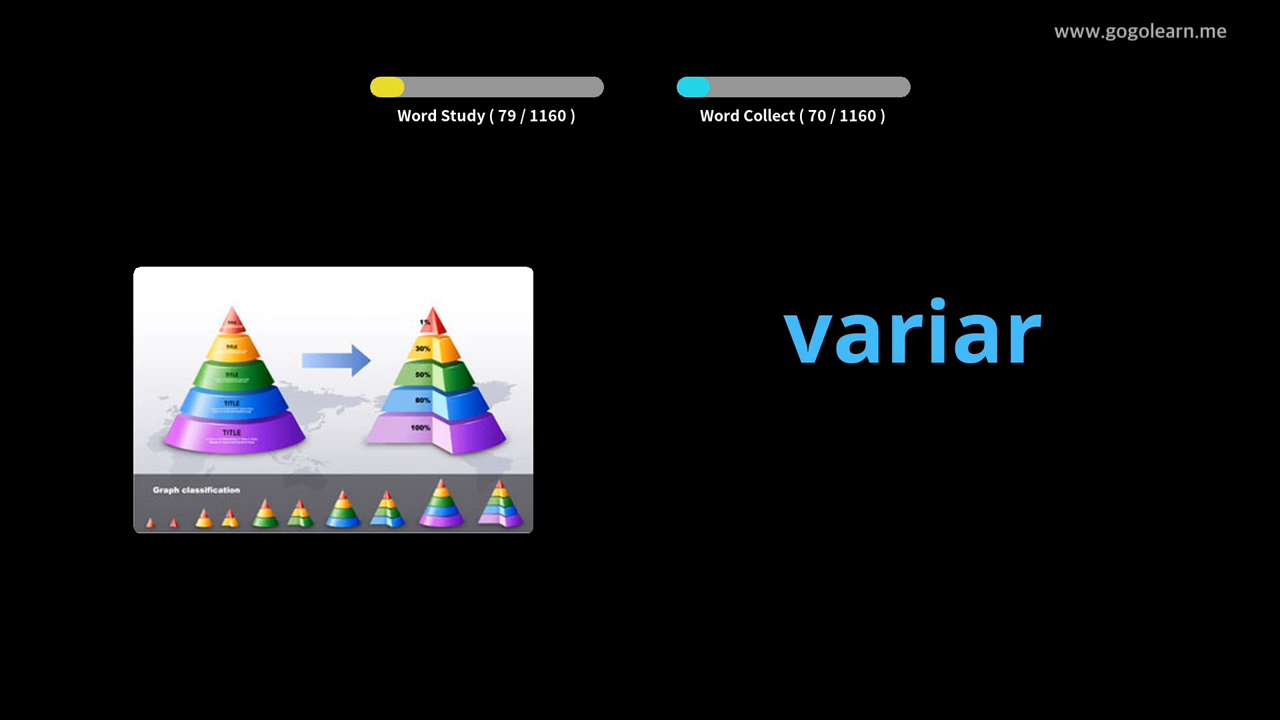 www.gogolearn.me
Word Study ( 79 / 1160 )
Word Collect ( 70 / 1160 )
variar
TITLE
TITLE
TITLE
TITLE
1%
30%
50%
80%
100%
Graph classification